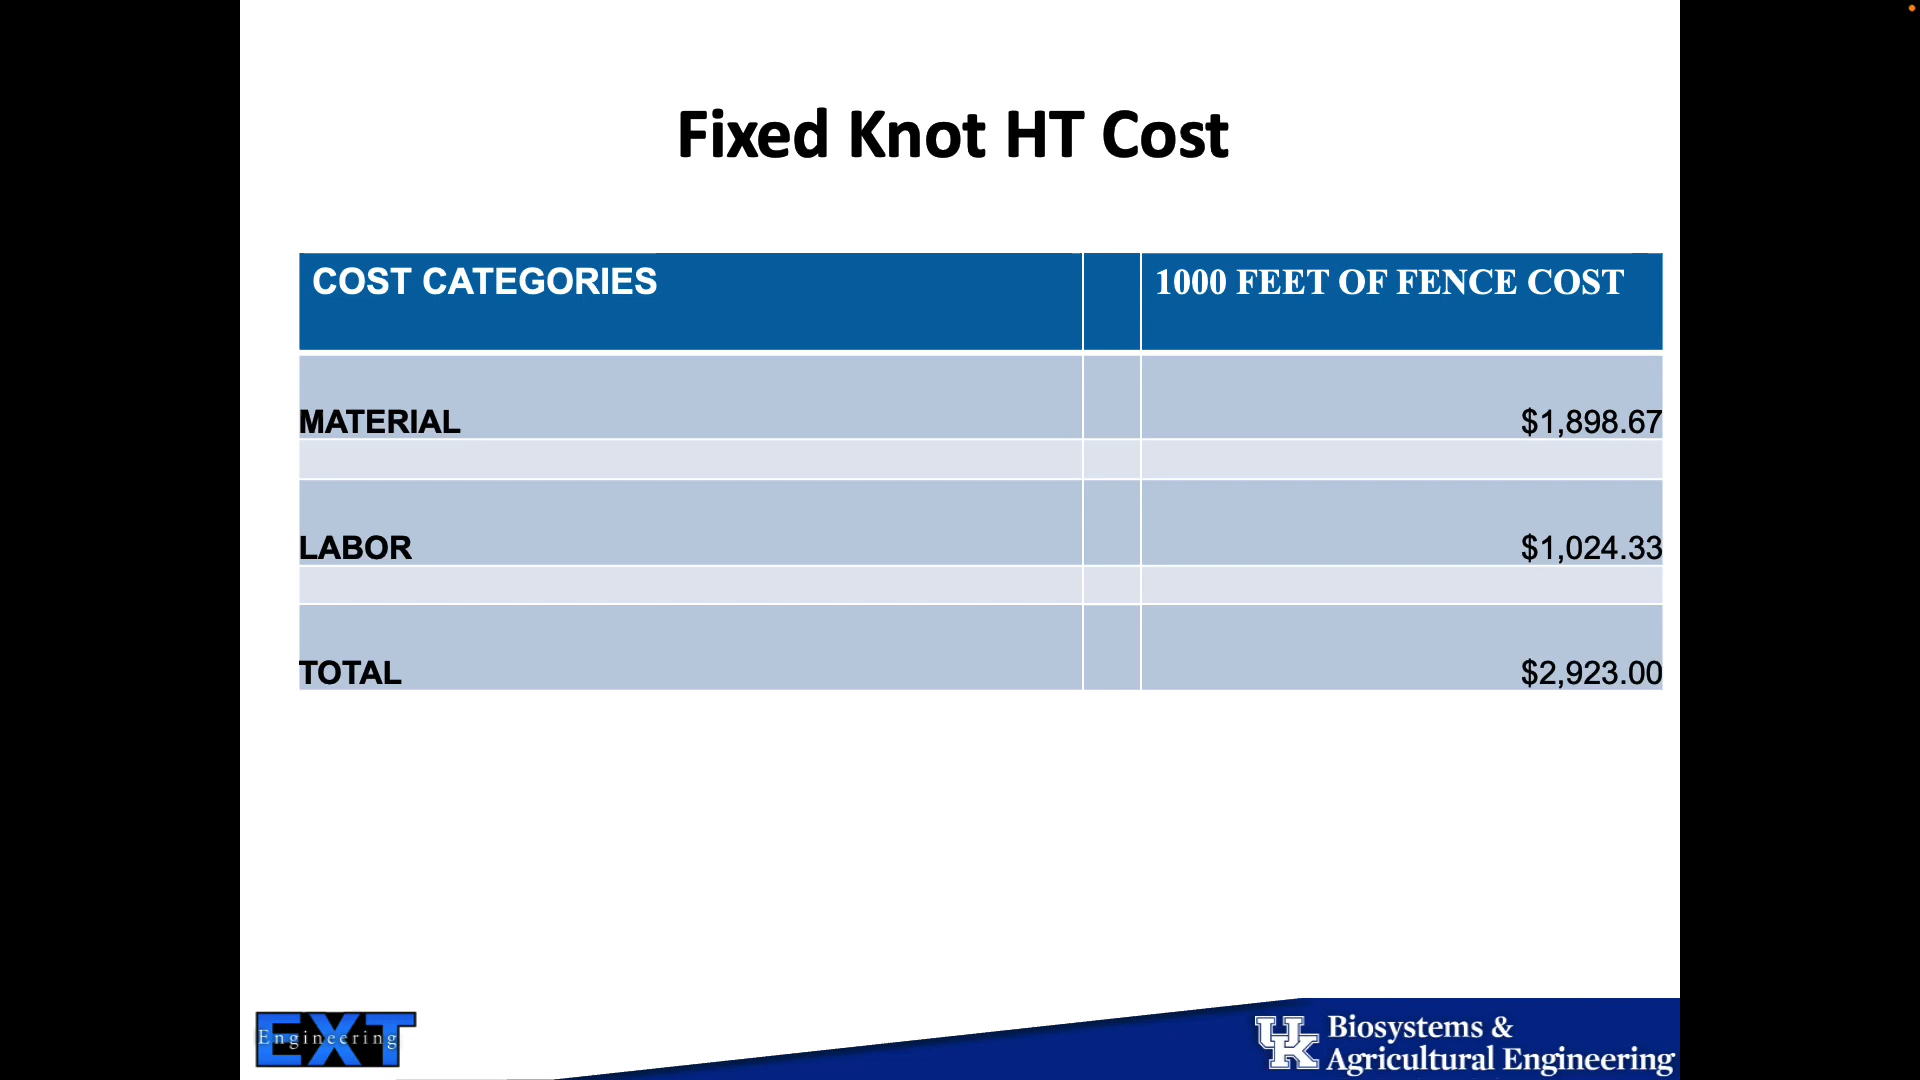 Fixed Knot HT Cost
COST CATEGORIES 1000 FEET OF FENCE COST
MATERIAL $1,898.67
LABOR $1,024.33
TOTAL $2,923.00
EXT
Engineering
UK Biosystems &
Agricultural Engineering